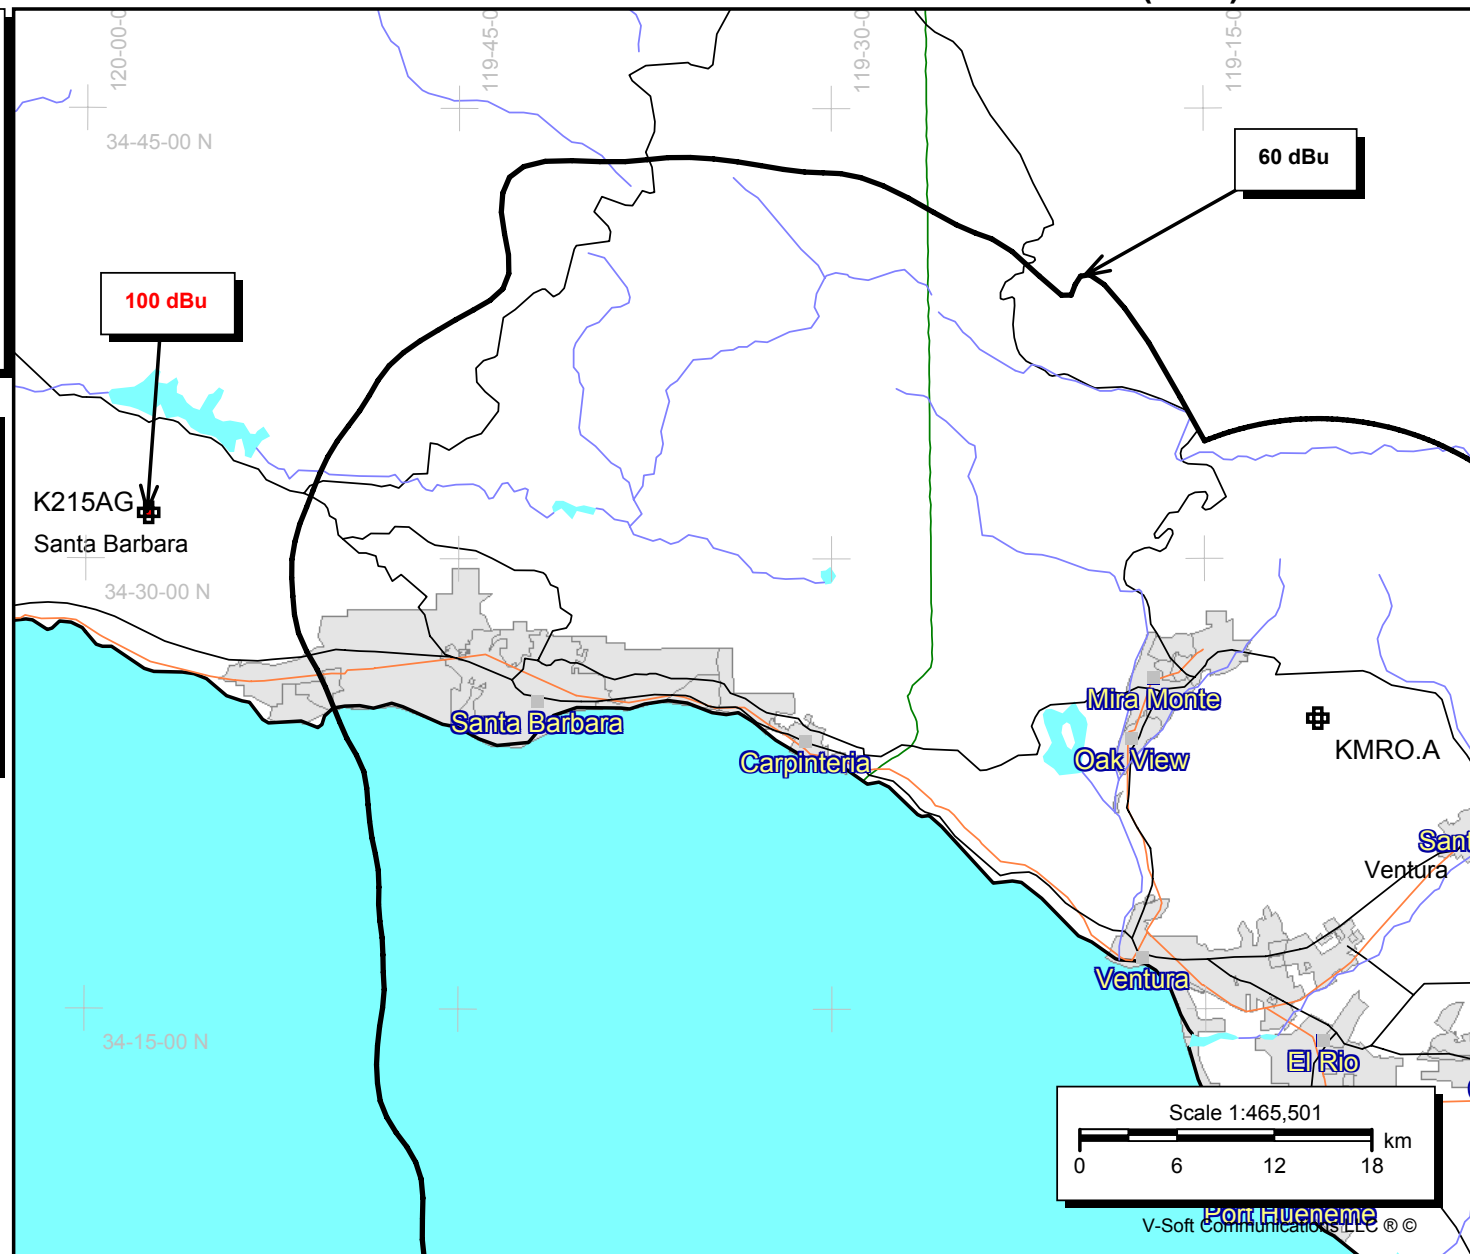 120-00-0
119-45-0
119-30-0
119-15-0
34-45-00 N
60 dBu
100 dBu
K215AG
Santa Barbara
34-30-00 N
Mira Monte
Santa Barbara
KMRO.A
Carpinteria
Oak View
Sant
Ventura
Ventura
34-15-00 N
El Rio
Scale 1:465,501
km
0 6 12 18
Port Hueneme
V-Soft Communications LLC ® ©